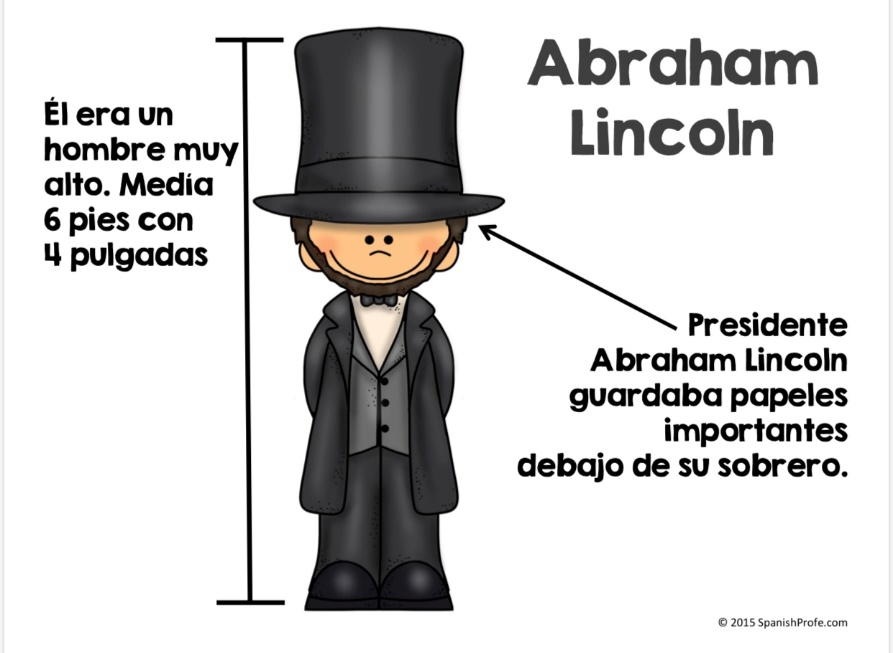 Abraham
Lincoln
Él era un
hombre muy
alto. Medía
6 pies con
4 pulgadas
Presidente
Abraham Lincoln
guardaba papeles
importantes
debajo de su sobrero.
© 2015 SpanishProfe.com